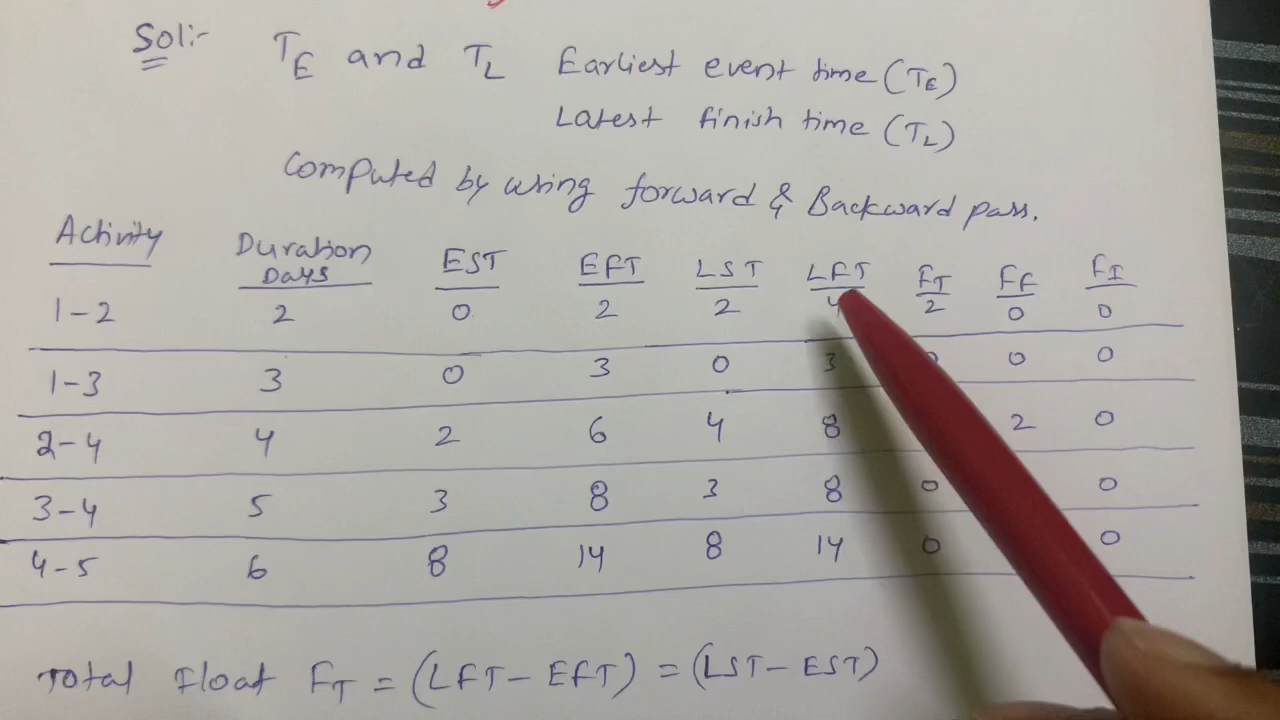 Sol:-
TE and TL Earliest event time (TE)
Latest finish time (TL)
Computed by using forward & Backward pass.
Activity Duration Days EST EFT LST LFT FT FF FI
1-2 2 0 2 2 4 2 0 0
1-3 3 0 3 0 3 0 0 0
2-4 4 2 6 4 8 2 0
3-4 5 3 8 3 8 0 0
4-5 6 8 14 8 14 0 0
Total Float FT = (LFT - EFT) = (LST - EST)